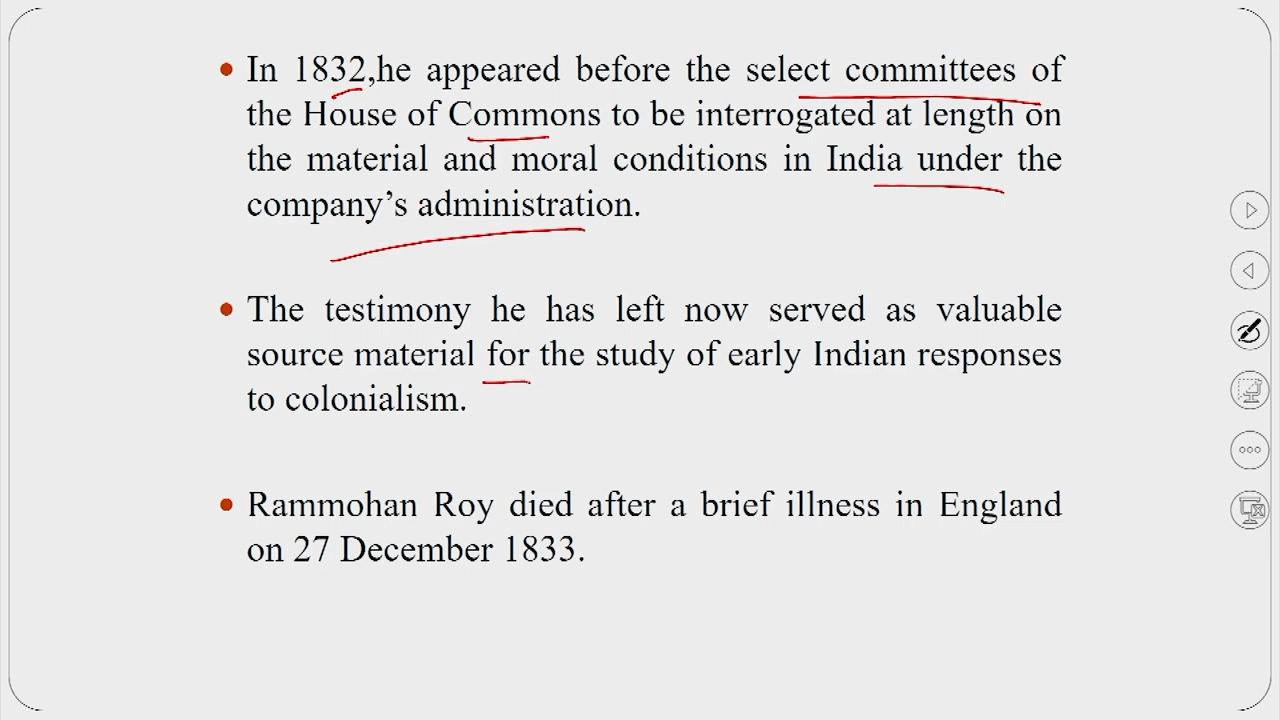 • In 1832,he appeared before the select committees of
the House of Commons to be interrogated at length on
the material and moral conditions in India under the
company’s administration.
• The testimony he has left now served as valuable
source material for the study of early Indian responses
to colonialism.
• Rammohan Roy died after a brief illness in England
on 27 December 1833.